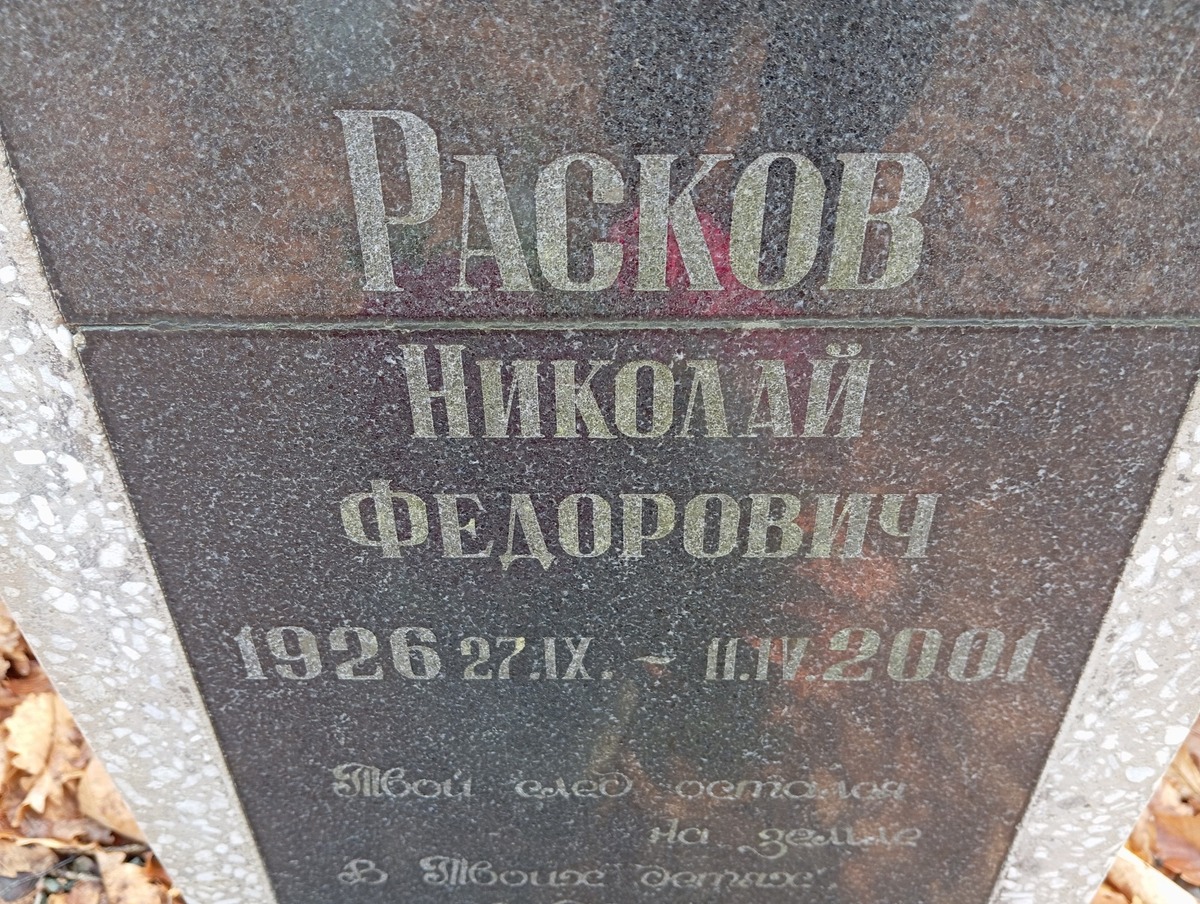 РАСКОВ
НИКОЛАЙ
ФЕДОРОВИЧ
1926 27.IX. - 11.IV.2001
Твой след остался
на земле
В Твоих детях,